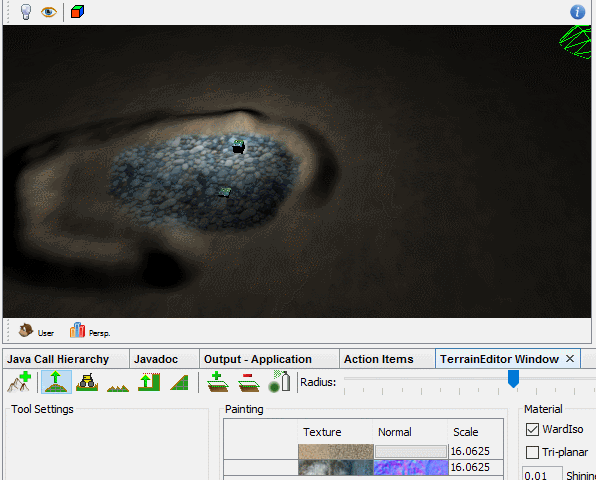 User Persp.
Java Call Hierarchy Javadoc Output - Application Action Items TerrainEditor Window
Radius:
Tool Settings Painting Material
Texture Normal Scale WardIso
16.0625 Tri-planar
16.0625
0.01 Shinin